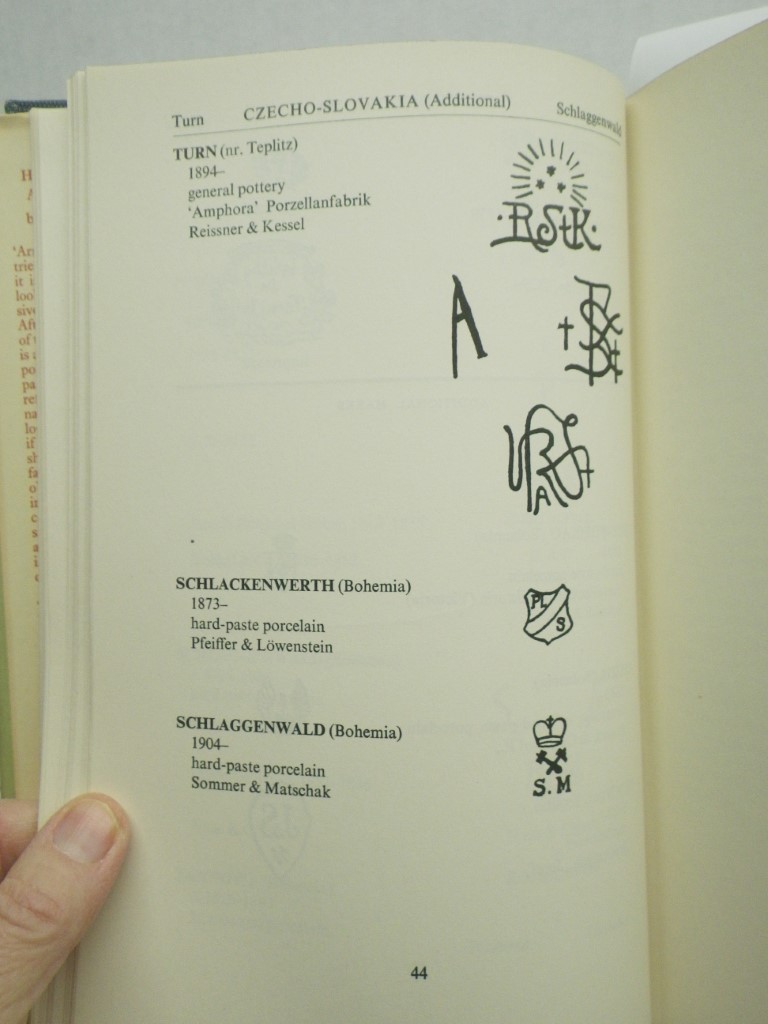 Turn CZECHO-SLOVAKIA (Additional) Schlaggenwald
TURN (nr. Teplitz)
1894–
general pottery
'Amphora' Porzellanfabrik
Reissner & Kessel
RStK
A
SCHLACKENWERTH (Bohemia)
1873–
hard-paste porcelain
Pfeiffer & Löwenstein
PL
S
SCHLAGGENWALD (Bohemia)
1904–
hard-paste porcelain
Sommer & Matschak
S.M
44